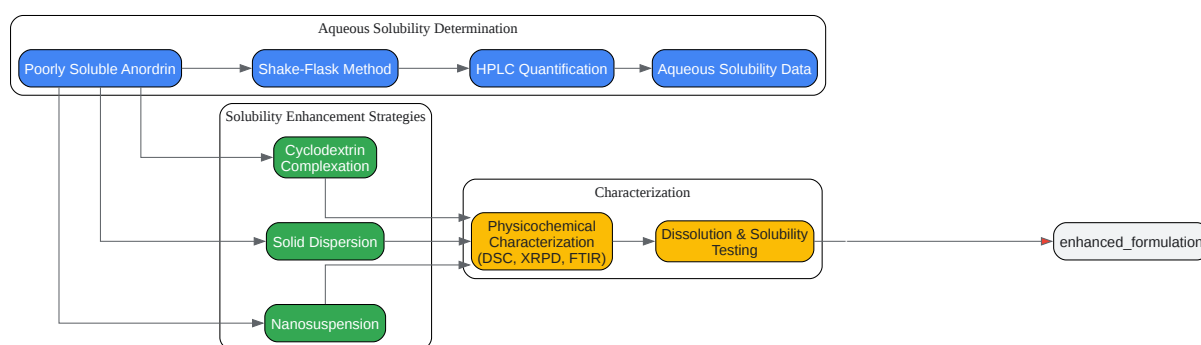 Aqueous Solubility Determination
Poorly Soluble Anordrin
Shake-Flask Method
HPLC Quantification
Aqueous Solubility Data
Solubility Enhancement Strategies
Cyclodextrin
Complexation
Solid Dispersion
Nanosuspension
Characterization
Physicochemical
Characterization
(DSC, XRPD, FTIR)
Dissolution & Solubility
Testing
enhanced_formulation